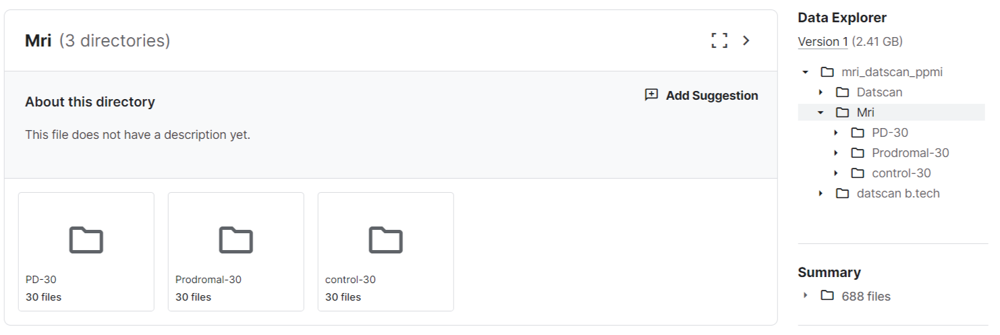 Mri (3 directories)
About this directory
Add Suggestion
This file does not have a description yet.
PD-30
30 files
Prodromal-30
30 files
control-30
30 files
Data Explorer
Version 1 (2.41 GB)
mri_datscan_ppmi
Datscan
Mri
PD-30
Prodromal-30
control-30
datscan b.tech
Summary
688 files